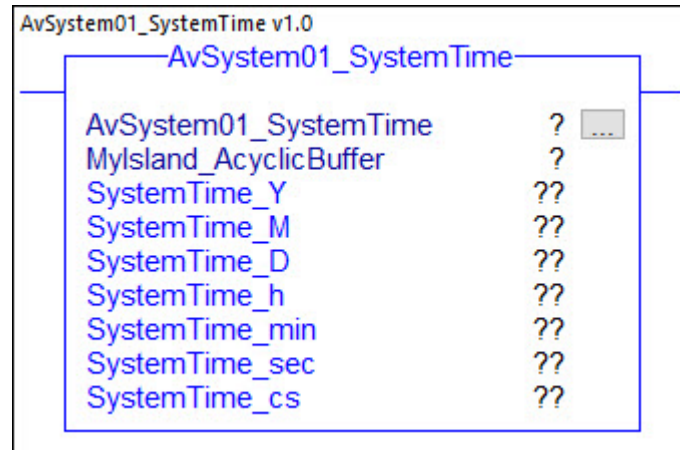 AvSystem01_SystemTime v1.0
AvSystem01_SystemTime
AvSystem01_SystemTime ? ...
MyIsland_AcyclicBuffer ?
SystemTime_Y ??
SystemTime_M ??
SystemTime_D ??
SystemTime_h ??
SystemTime_min ??
SystemTime_sec ??
SystemTime_cs ??